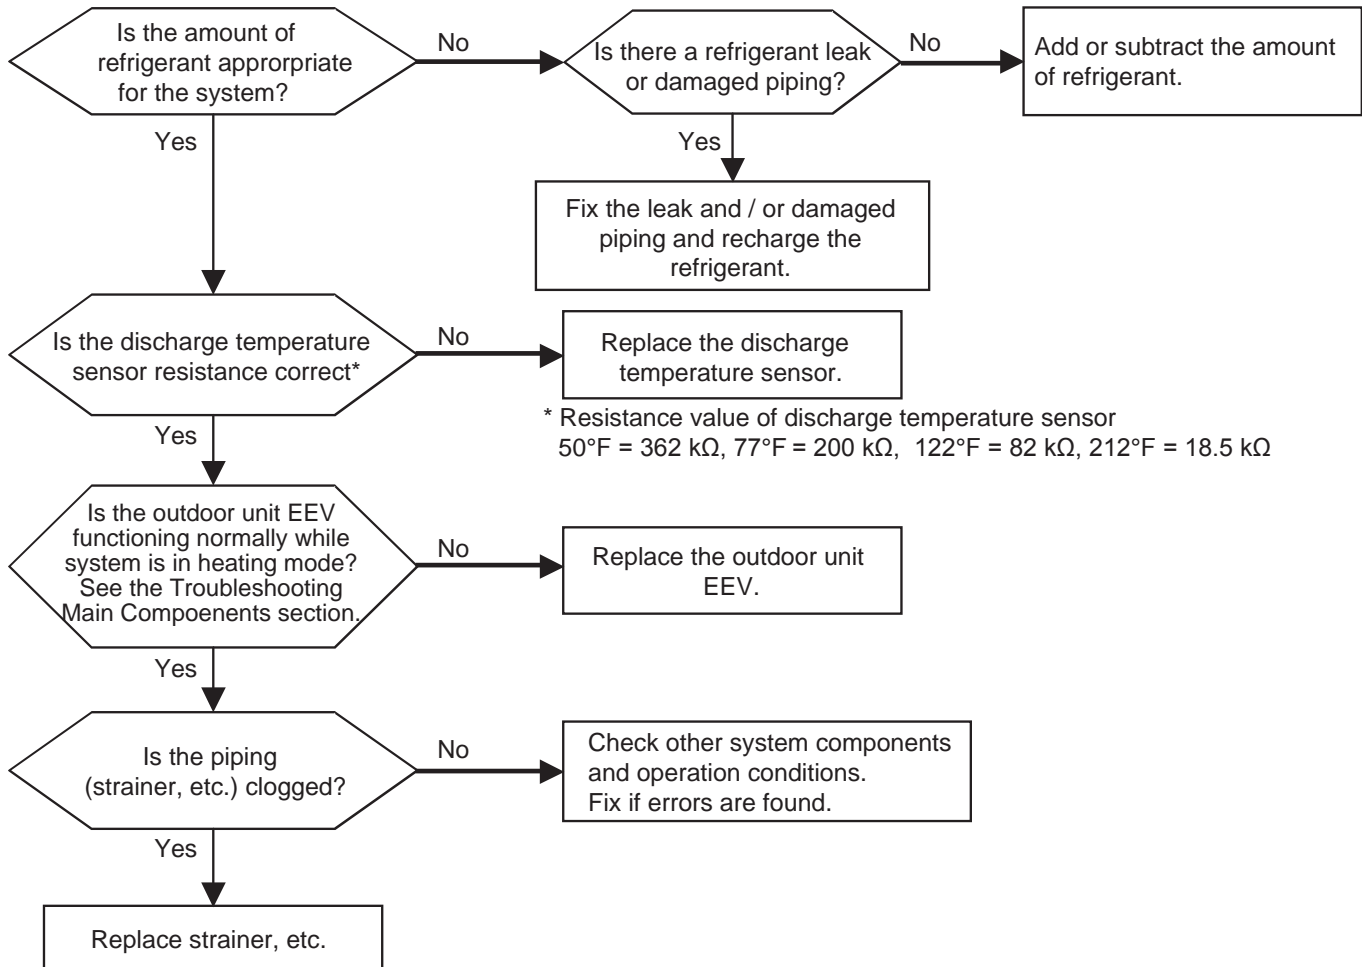 Is the amount of
refrigerant approrpriate
for the system?
No
Is there a refrigerant leak
or damaged piping?
No
Add or subtract the amount
of refrigerant.
Yes
Yes
Fix the leak and / or damaged
piping and recharge the
refrigerant.
Is the discharge temperature
sensor resistance correct*
No
Replace the discharge
temperature sensor.
* Resistance value of discharge temperature sensor
50°F = 362 kΩ, 77°F = 200 kΩ, 122°F = 82 kΩ, 212°F = 18.5 kΩ
Yes
Is the outdoor unit EEV
functioning normally while
system is in heating mode?
See the Troubleshooting
Main Compoenents section.
No
Replace the outdoor unit
EEV.
Yes
Is the piping
(strainer, etc.) clogged?
No
Check other system components
and operation conditions.
Fix if errors are found.
Yes
Replace strainer, etc.